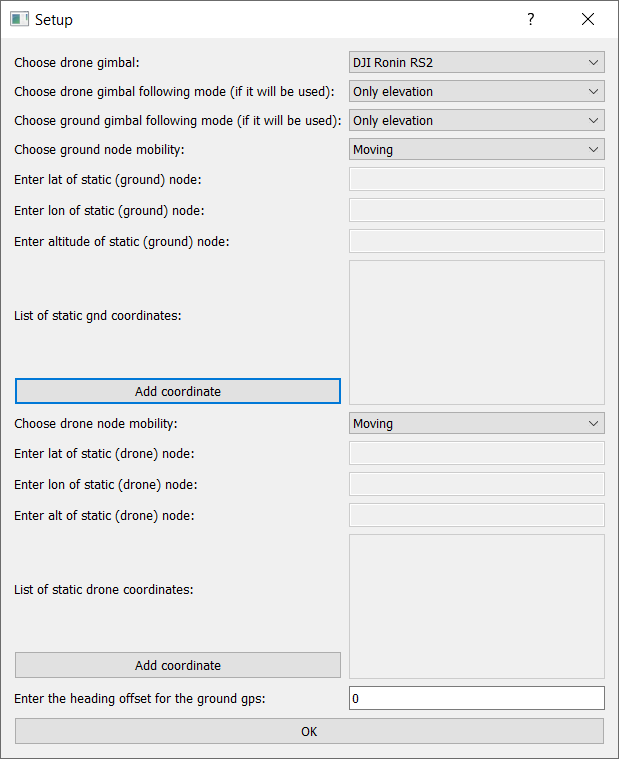 Setup
?
Choose drone gimbal: DJI Ronin RS2
Choose drone gimbal following mode (if it will be used): Only elevation
Choose ground gimbal following mode (if it will be used): Only elevation
Choose ground node mobility: Moving
Enter lat of static (ground) node:
Enter lon of static (ground) node:
Enter altitude of static (ground) node:
List of static gnd coordinates:
Add coordinate
Choose drone node mobility: Moving
Enter lat of static (drone) node:
Enter lon of static (drone) node:
Enter alt of static (drone) node:
List of static drone coordinates:
Add coordinate
Enter the heading offset for the ground gps: 0
OK